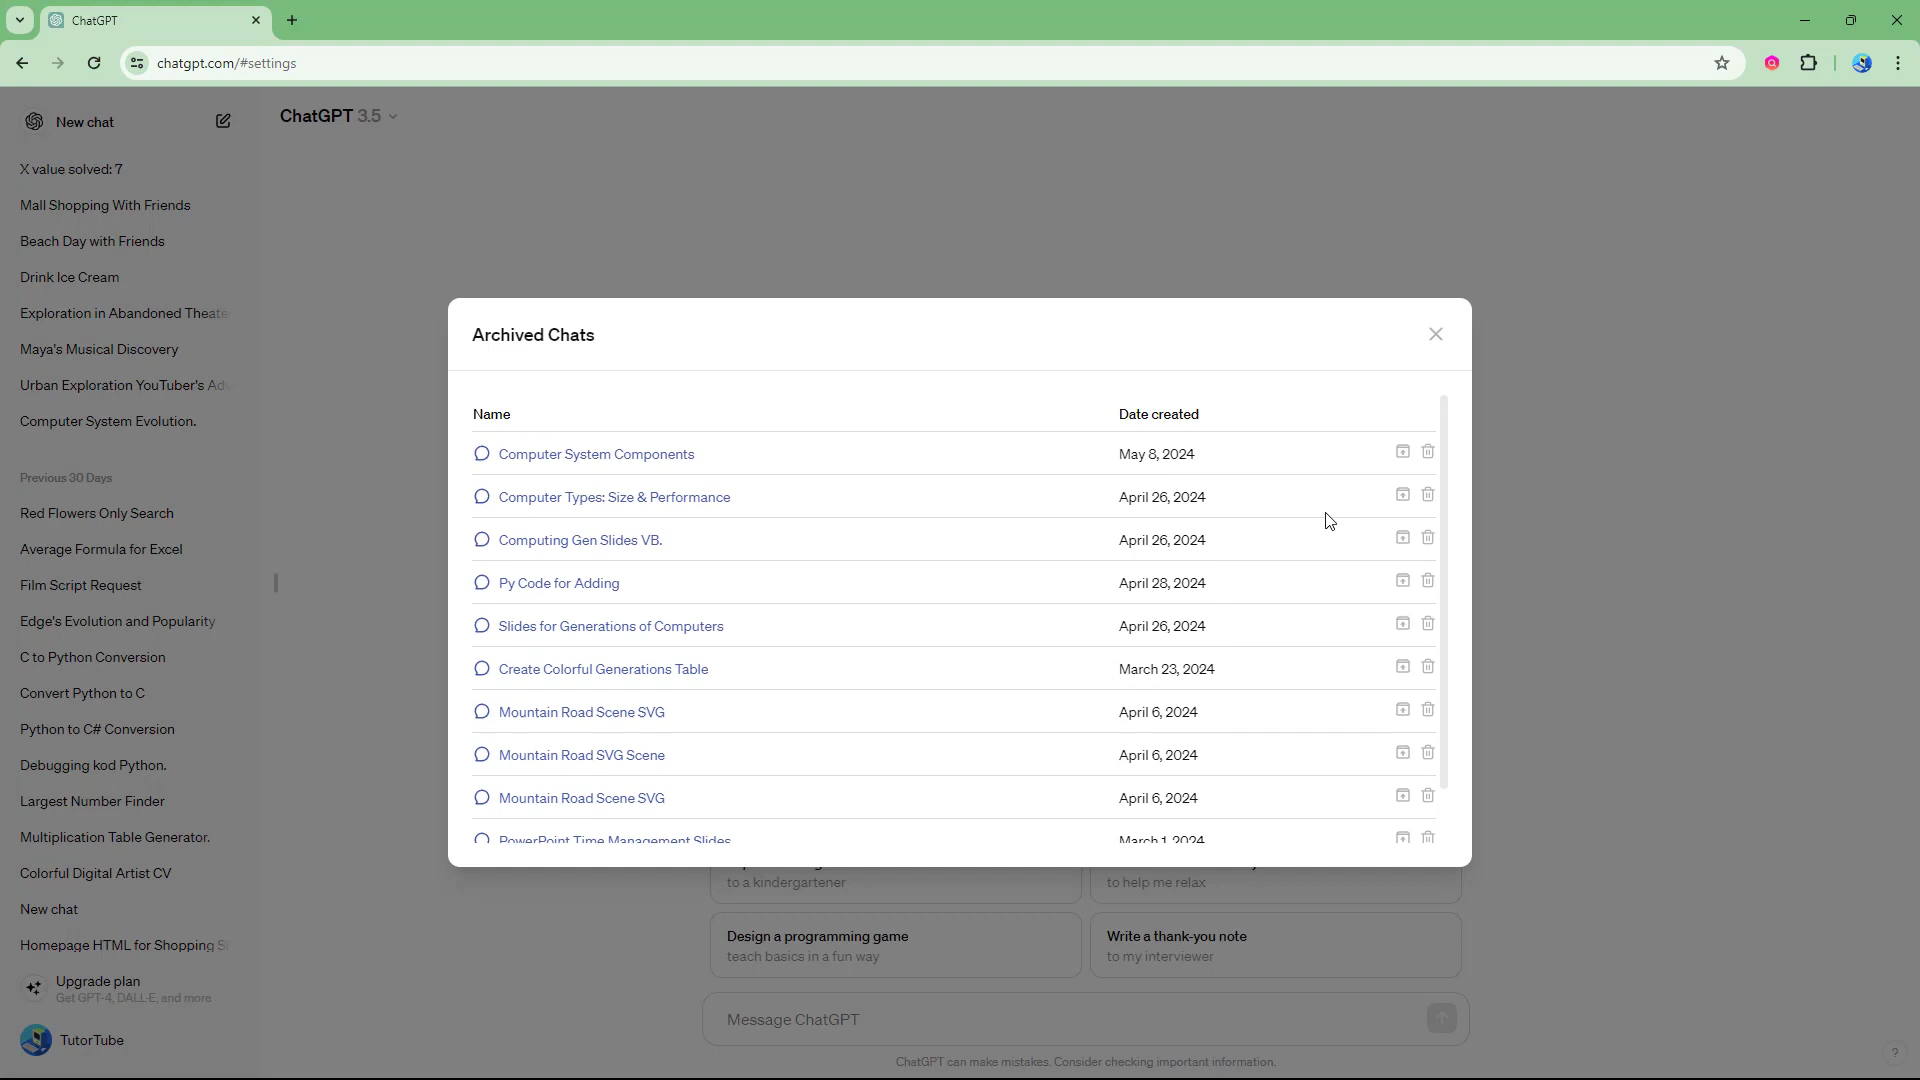 ChatGPT
chatgpt.com/#settings
New chat
ChatGPT 3.5
X value solved: 7
Mall Shopping With Friends
Beach Day with Friends
Drink Ice Cream
Exploration in Abandoned Theate
Maya's Musical Discovery
Urban Exploration YouTuber's Adv
Computer System Evolution.
Previous 30 Days
Red Flowers Only Search
Average Formula for Excel
Film Script Request
Edge's Evolution and Popularity
C to Python Conversion
Convert Python to C
Python to C# Conversion
Debugging kod Python.
Largest Number Finder
Multiplication Table Generator.
Colorful Digital Artist CV
New chat
Homepage HTML for Shopping Si
Upgrade plan
Get GPT-4, DALL·E, and more
TutorTube
Archived Chats
Name Date created
Computer System Components May 8, 2024
Computer Types: Size & Performance April 26, 2024
Computing Gen Slides VB. April 26, 2024
Py Code for Adding April 28, 2024
Slides for Generations of Computers April 26, 2024
Create Colorful Generations Table March 23, 2024
Mountain Road Scene SVG April 6, 2024
Mountain Road SVG Scene April 6, 2024
Mountain Road Scene SVG April 6, 2024
PowerPoint Time Management Slides March 1, 2024
to a kindergartener
to help me relax
Design a programming game
teach basics in a fun way
Write a thank-you note
to my interviewer
Message ChatGPT
ChatGPT can make mistakes. Consider checking important information.
?